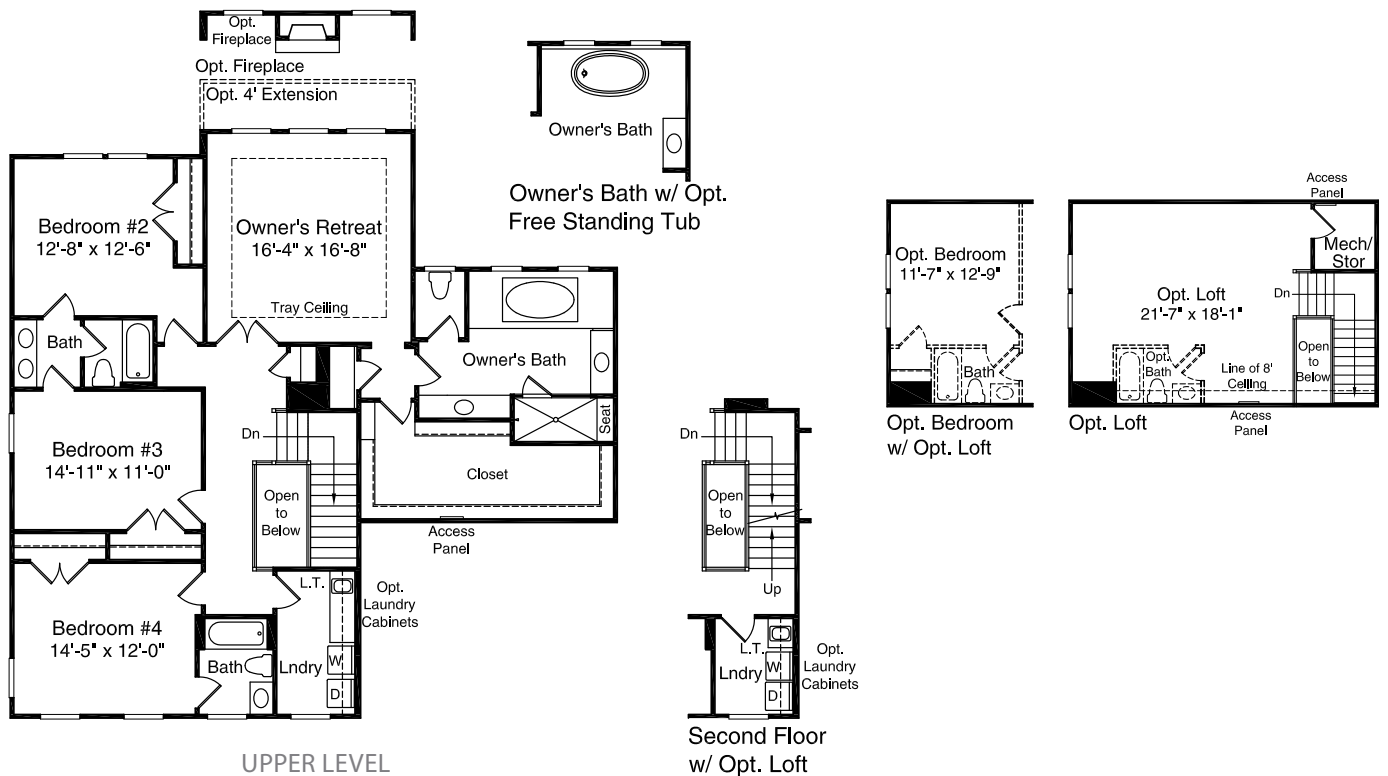 Opt.
Fireplace
Opt. Fireplace
Opt. 4' Extension
Owner's Bath
Owner's Bath w/ Opt.
Free Standing Tub
Bedroom #2
12'-8" x 12'-6"
Owner's Retreat
16'-4" x 16'-8"
Tray Ceiling
Bath
Owner's Bath
Seat
Bedroom #3
14'-11" x 11'-0"
Dn
Open
to
Below
Closet
Access
Panel
L.T.
Opt.
Laundry
Cabinets
Bedroom #4
14'-5" x 12'-0"
Bath
Lndry
W
D
UPPER LEVEL
Dn
Open
to
Below
Up
L.T.
Lndry
W
D
Opt.
Laundry
Cabinets
Second Floor
w/ Opt. Loft
Opt. Bedroom
11'-7" x 12'-9"
Bath
Opt. Bedroom
w/ Opt. Loft
Access
Panel
Mech/
Stor
Dn
Opt. Loft
21'-7" x 18'-1"
Open
to
Below
Opt.
Bath
Line of 8'
Ceiling
Opt. Loft
Access
Panel